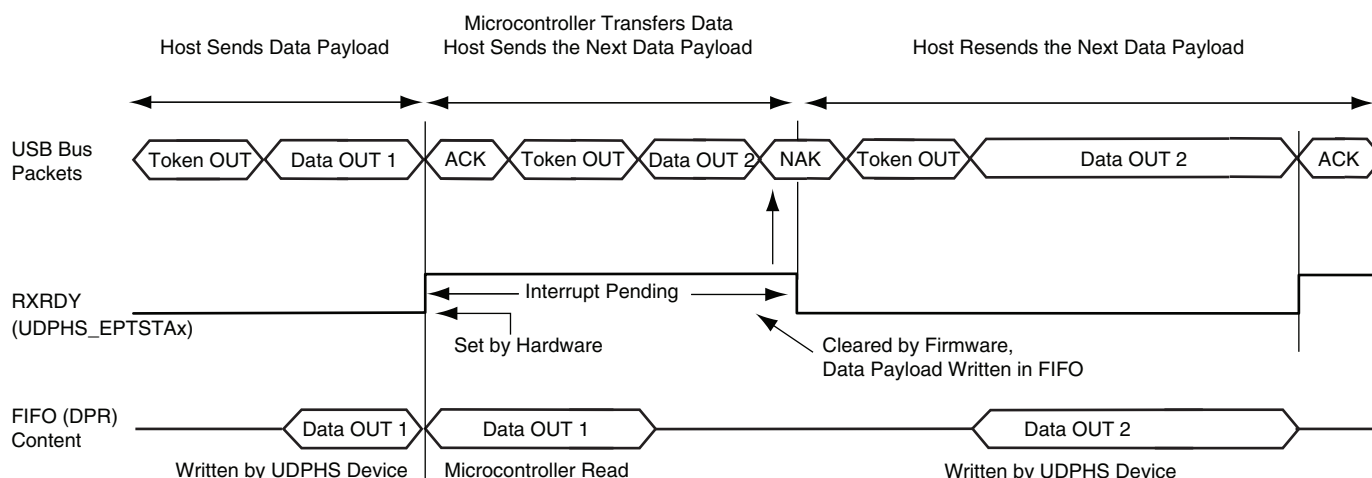 Microcontroller Transfers Data
Host Sends Data Payload Host Sends the Next Data Payload Host Resends the Next Data Payload
USB Bus
Packets
Token OUT Data OUT 1 ACK Token OUT Data OUT 2 NAK Token OUT Data OUT 2 ACK
RXRDY
(UDPHS_EPTSTAx)
Interrupt Pending
Set by Hardware
Cleared by Firmware,
Data Payload Written in FIFO
FIFO (DPR)
Content
Data OUT 1 Data OUT 1 Data OUT 2
Written by UDPHS Device Microcontroller Read Written by UDPHS Device